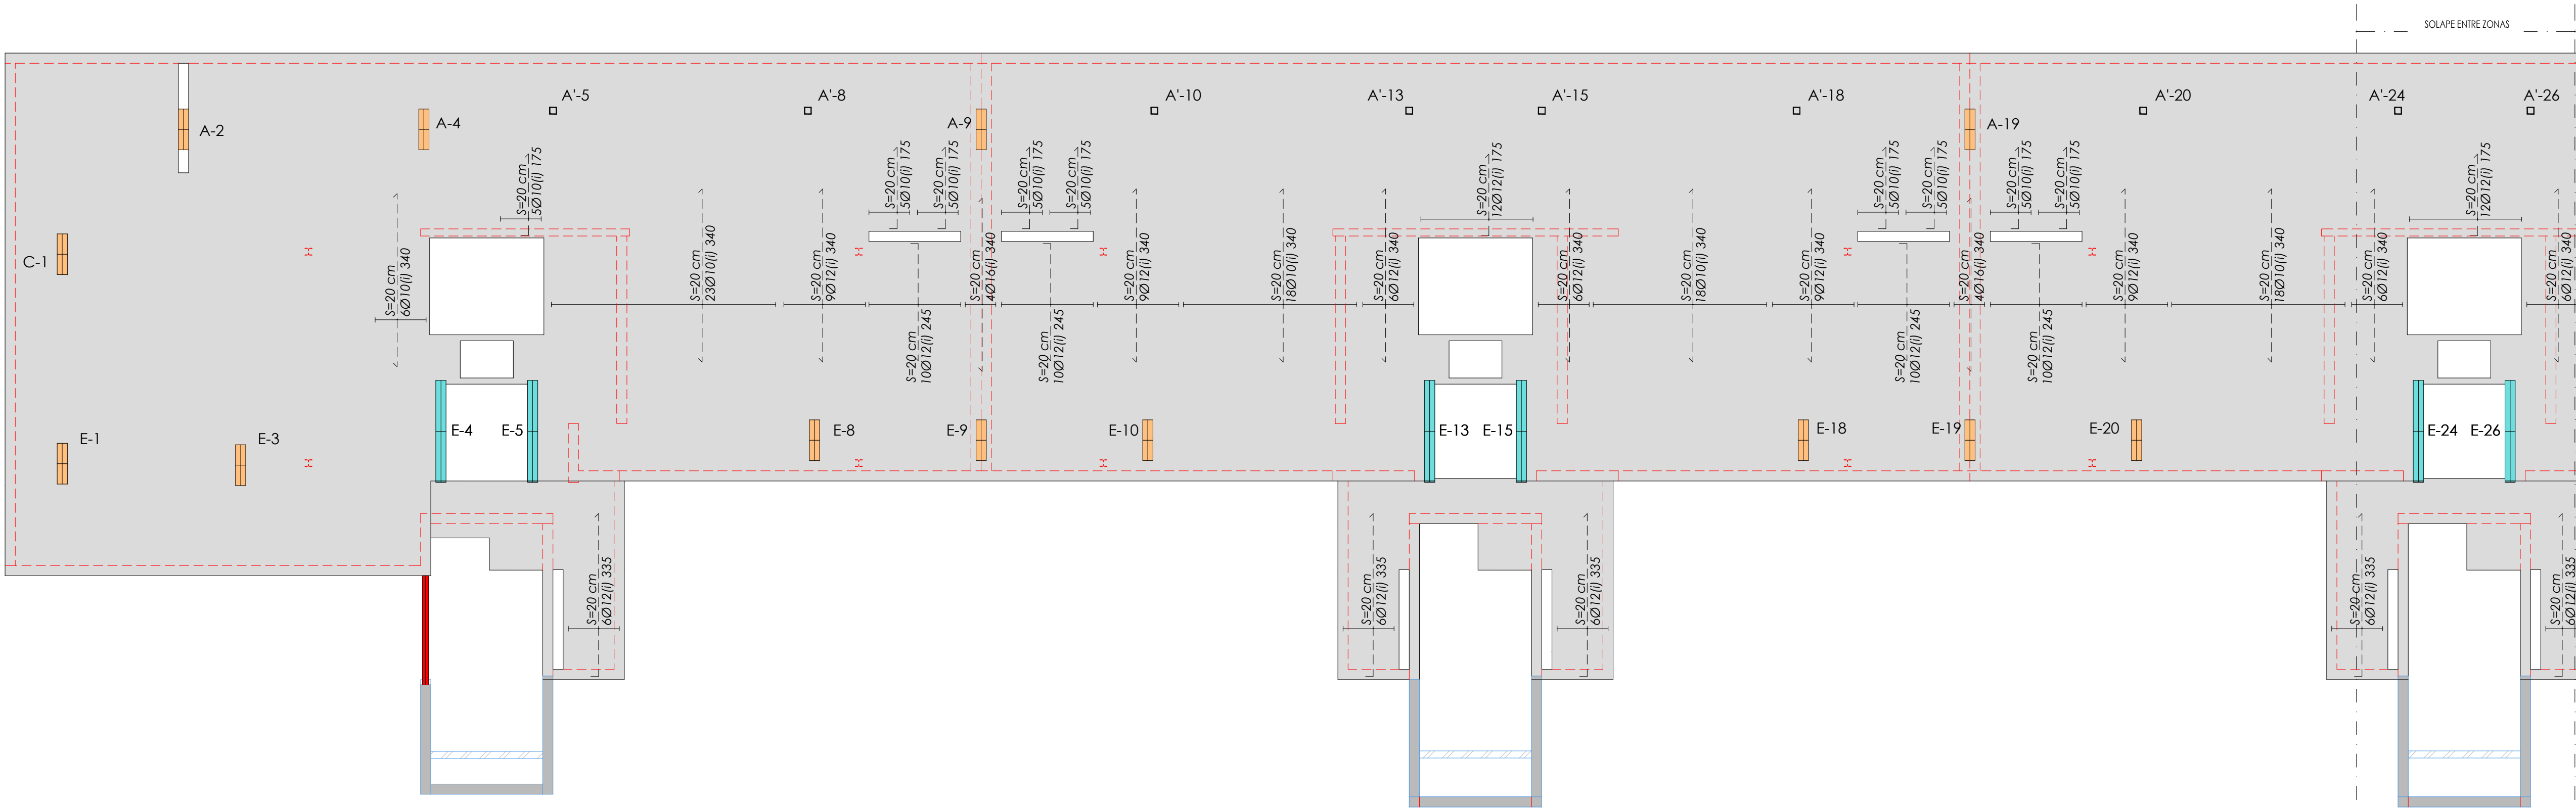 SOLAPE ENTRE ZONAS
A'-5
A'-8
A'-10
A'-13
A'-15
A'-18
A'-20
A'-24
A'-26
A-2
A-4
A-9
A-19
S=20 cm
5Ø10(i) 175
S=20 cm
5Ø10(i) 175
S=20 cm
5Ø10(i) 175
S=20 cm
5Ø10(i) 175
S=20 cm
5Ø10(i) 175
S=20 cm
12Ø12(i) 175
S=20 cm
5Ø10(i) 175
S=20 cm
5Ø10(i) 175
S=20 cm
5Ø10(i) 175
S=20 cm
5Ø10(i) 175
S=20 cm
12Ø12(i) 175
C-1
S=20 cm
6Ø10(i) 340
S=20 cm
23Ø10(i) 340
S=20 cm
9Ø12(i) 340
S=20 cm
4Ø16(i) 340
S=20 cm
9Ø12(i) 340
S=20 cm
18Ø10(i) 340
S=20 cm
6Ø12(i) 340
S=20 cm
6Ø12(i) 340
S=20 cm
18Ø10(i) 340
S=20 cm
9Ø12(i) 340
S=20 cm
4Ø16(i) 340
S=20 cm
9Ø12(i) 340
S=20 cm
18Ø10(i) 340
S=20 cm
6Ø12(i) 340
S=20 cm
6Ø12(i) 340
S=20 cm
10Ø12(i) 245
S=20 cm
10Ø12(i) 245
S=20 cm
10Ø12(i) 245
S=20 cm
10Ø12(i) 245
E-1
E-3
E-4
E-5
E-8
E-9
E-10
E-13
E-15
E-18
E-19
E-20
E-24
E-26
S=20 cm
6Ø12(i) 335
S=20 cm
6Ø12(i) 335
S=20 cm
6Ø12(i) 335
S=20 cm
6Ø12(i) 335
S=20 cm
6Ø12(i) 335